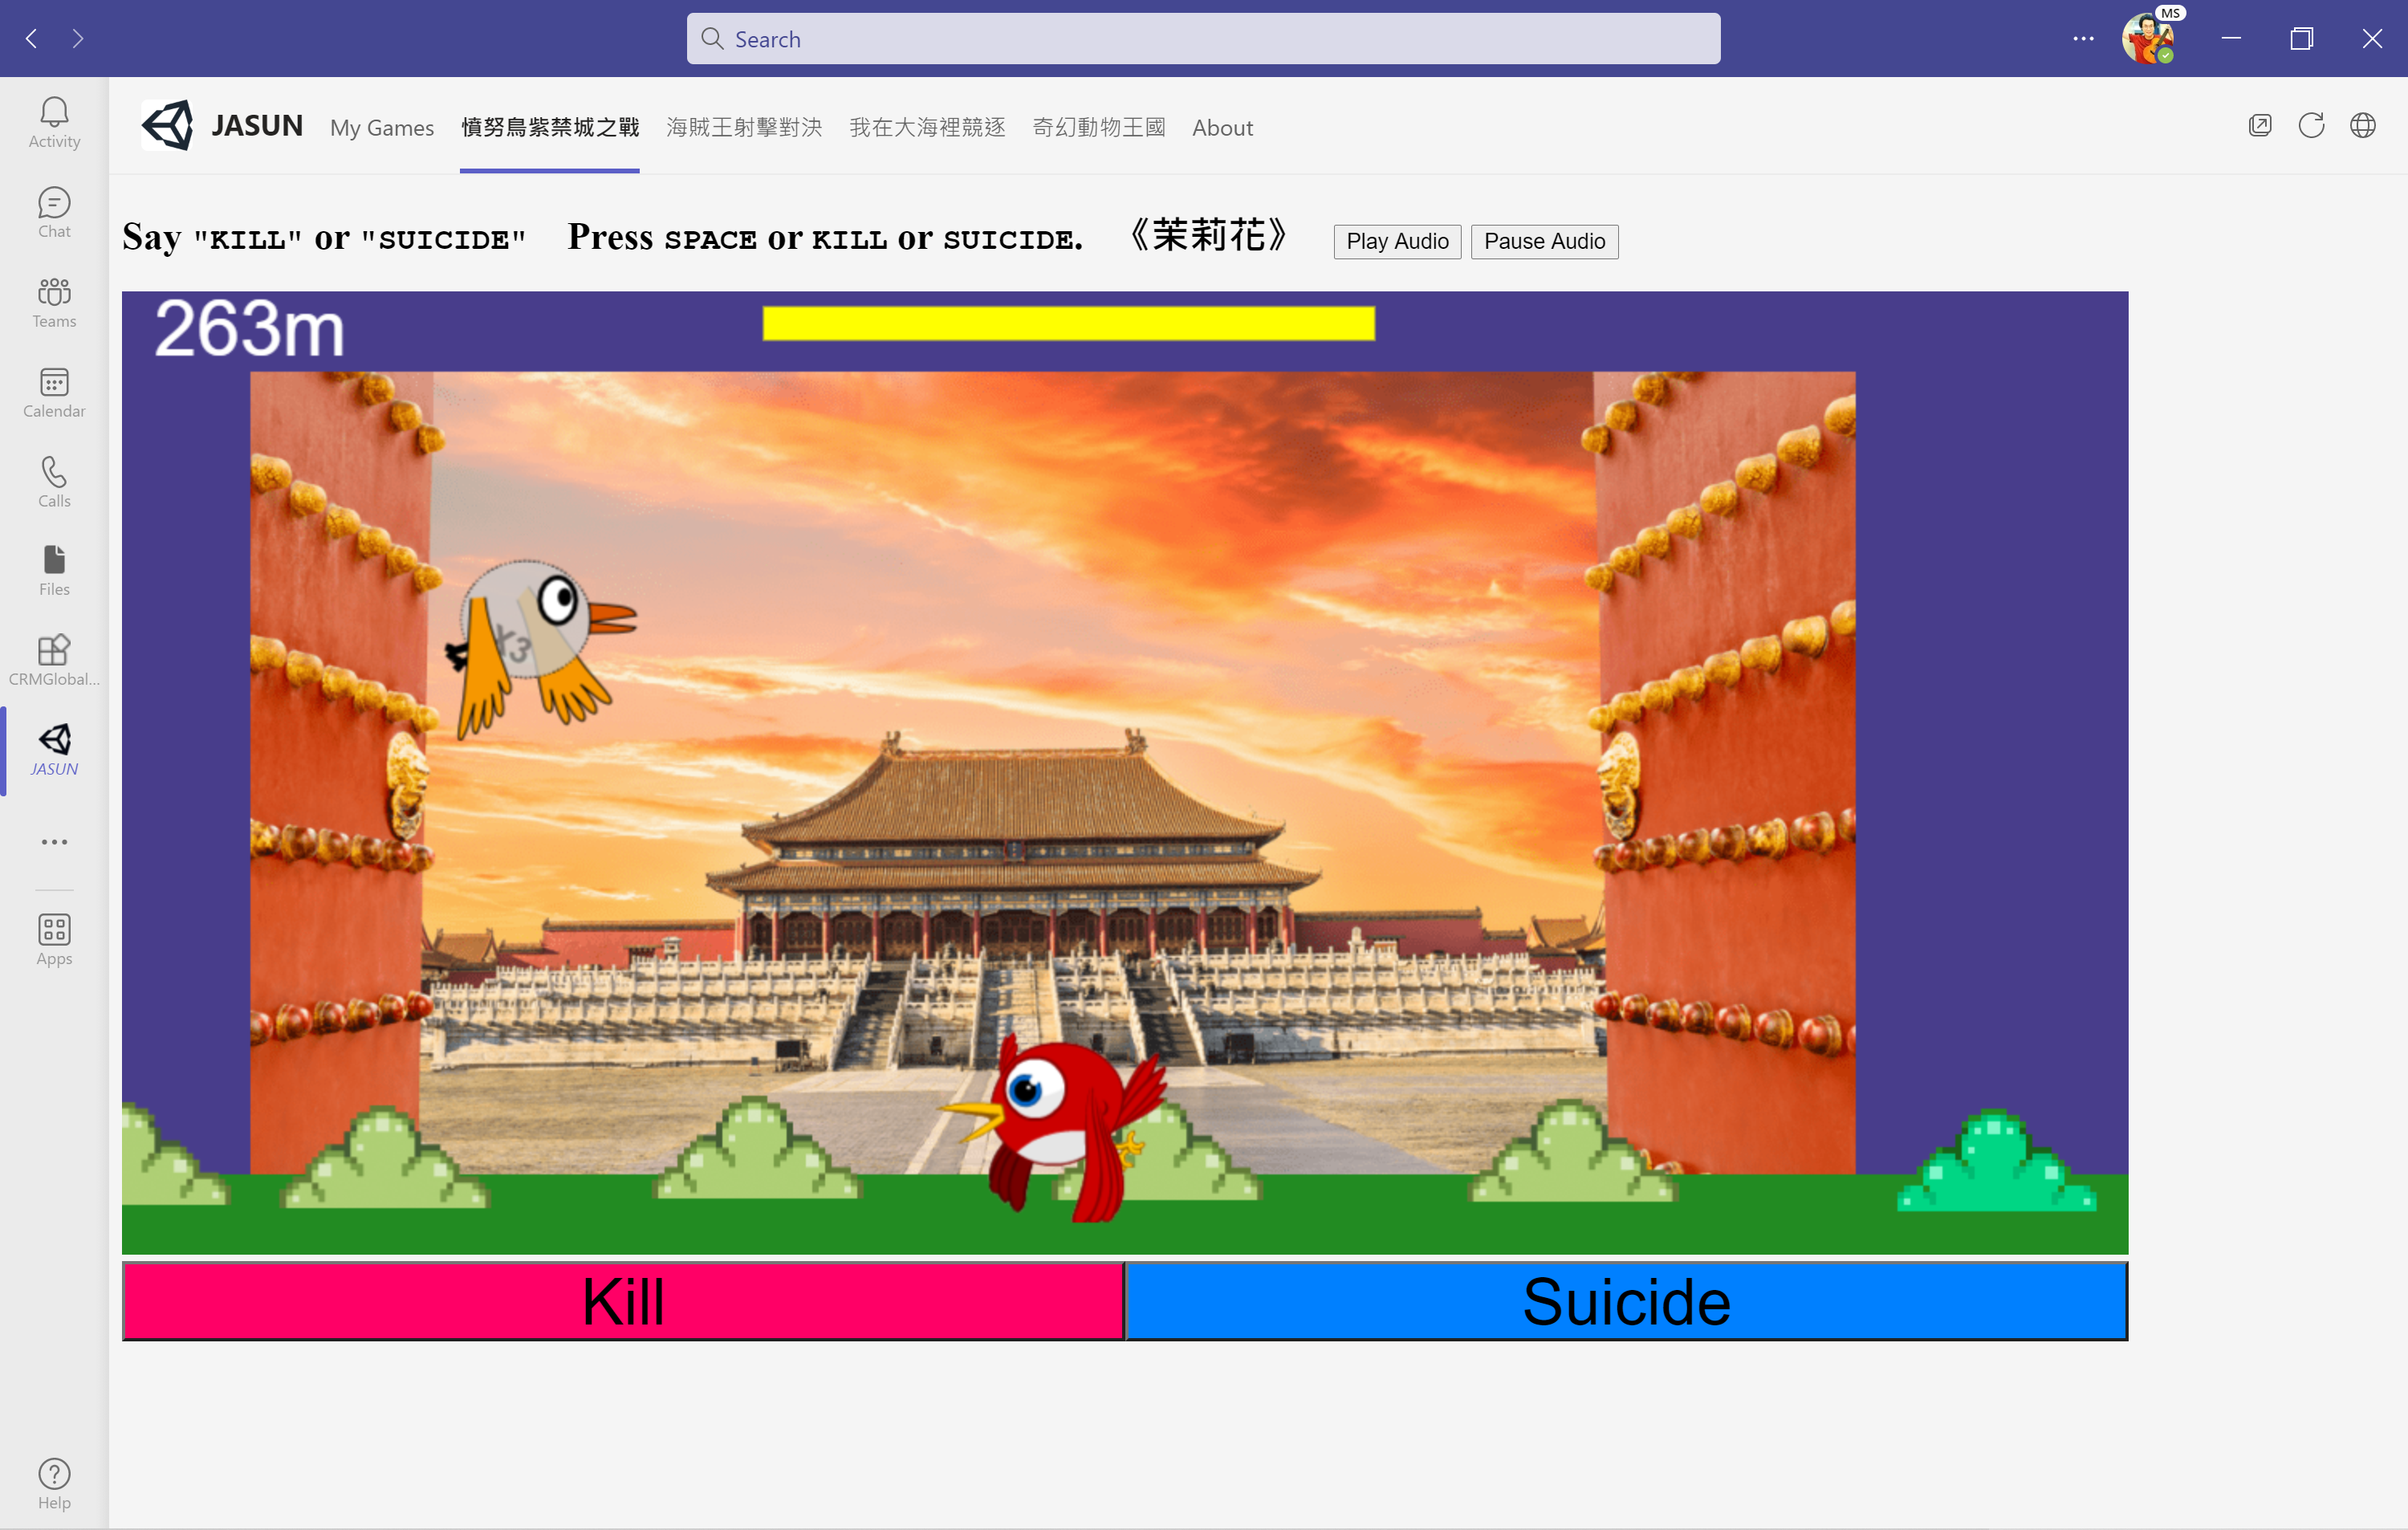 Search
MS
Activity
Chat
Teams
Calendar
Calls
Files
CRMGlobal...
JASUN
Apps
Help
JASUN My Games 憤努鳥紫禁城之戰 海賊王射擊對決 我在大海裡競逐 奇幻動物王國 About
Say "KILL" or "SUICIDE" Press SPACE or KILL or SUICIDE. 《茉莉花》 Play Audio Pause Audio
263m
X3
Kill Suicide